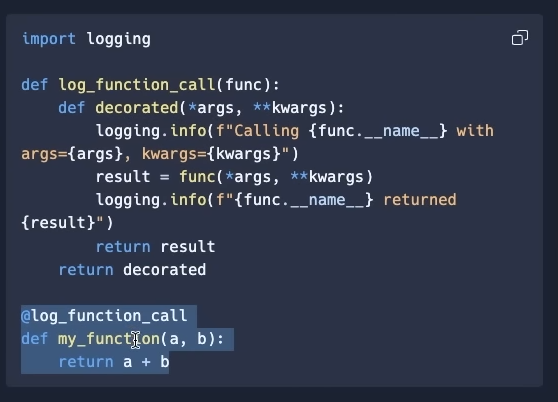 import logging
def log_function_call(func):
    def decorated(*args, **kwargs):
        logging.info(f"Calling {func.__name__} with
args={args}, kwargs={kwargs}")
        result = func(*args, **kwargs)
        logging.info(f"{func.__name__} returned
{result}")
        return result
    return decorated
@log_function_call
def my_function(a, b):
    return a + b